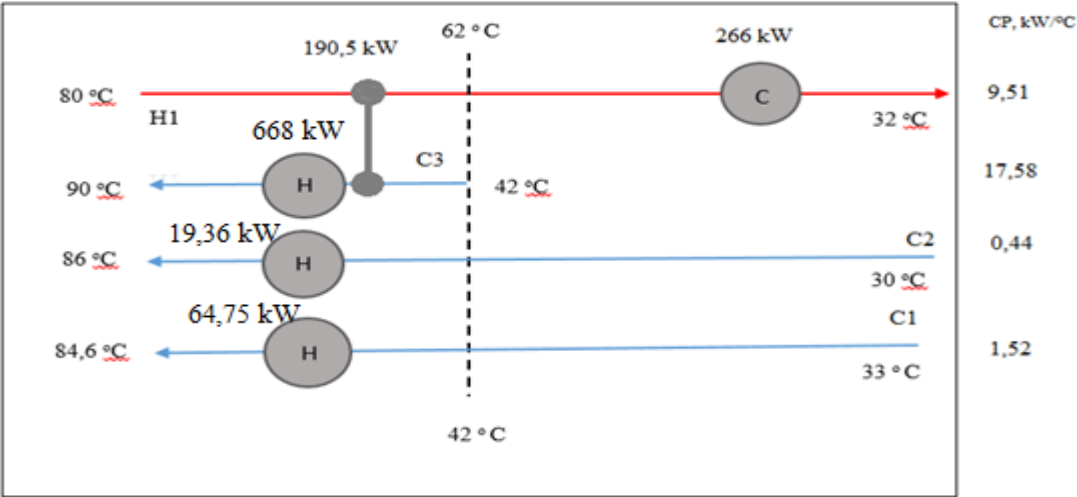 CP, kW/°C
62 °C
266 kW
190,5 kW
80 °C
C
9,51
H1
32 °C
668 kW
C3
17,58
90 °C
H
42 °C
19,36 kW
C2
0,44
86 °C
H
30 °C
64,75 kW
C1
84,6 °C
H
1,52
33 °C
42 °C